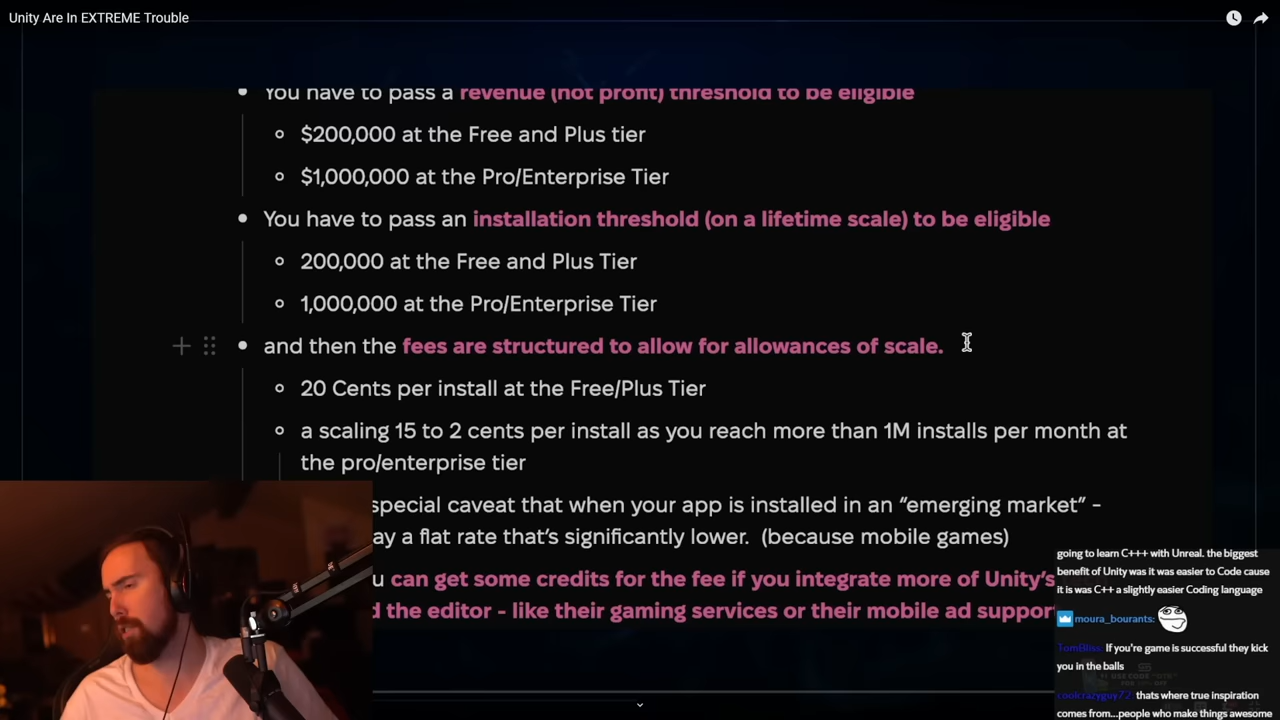 Unity Are In EXTREME Trouble
You have to pass a revenue (not profit) threshold to be eligible
$200,000 at the Free and Plus tier
$1,000,000 at the Pro/Enterprise Tier
You have to pass an installation threshold (on a lifetime scale) to be eligible
200,000 at the Free and Plus Tier
1,000,000 at the Pro/Enterprise Tier
and then the fees are structured to allow for allowances of scale.
20 Cents per install at the Free/Plus Tier
a scaling 15 to 2 cents per install as you reach more than 1M installs per month at
the pro/enterprise tier
special caveat that when your app is installed in an “emerging market” -
ay a flat rate that’s significantly lower. (because mobile games)
u can get some credits for the fee if you integrate more of Unity’s
d the editor - like their gaming services or their mobile ad suppor
going to learn C+++ with Unreal. the biggest
benefit of Unity was it was easier to Code cause
it is was C++ a slightly easier Coding language
moura_bourants:
TomBliss: If you're game is successful they kick
you in the balls
coolcrazyguy72: thats where true inspiration
comes from...people who make things awesome